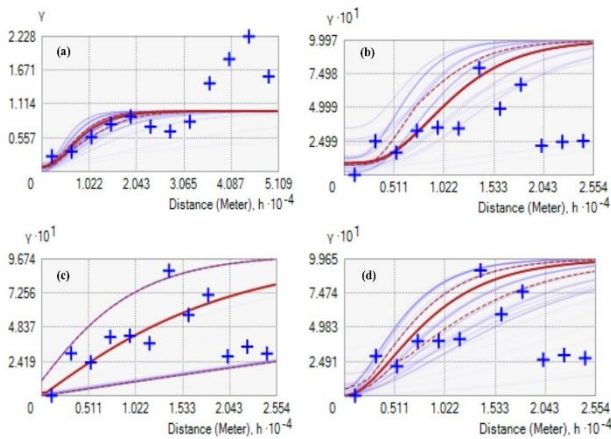 γ
2.228
(a)
1.671
1.114
0.557
0 1.022 2.043 3.065 4.087 5.109
Distance (Meter), h · 10⁻⁴
γ · 10¹
9.997
(b)
7.498
4.999
2.499
0 0.511 1.022 1.533 2.043 2.554
Distance (Meter), h · 10⁻⁴
γ · 10¹
9.674
(c)
7.256
4.837
2.419
0 0.511 1.022 1.533 2.043 2.554
Distance (Meter), h · 10⁻⁴
γ · 10¹
9.965
(d)
7.474
4.983
2.491
0 0.511 1.022 1.533 2.043 2.554
Distance (Meter), h · 10⁻⁴